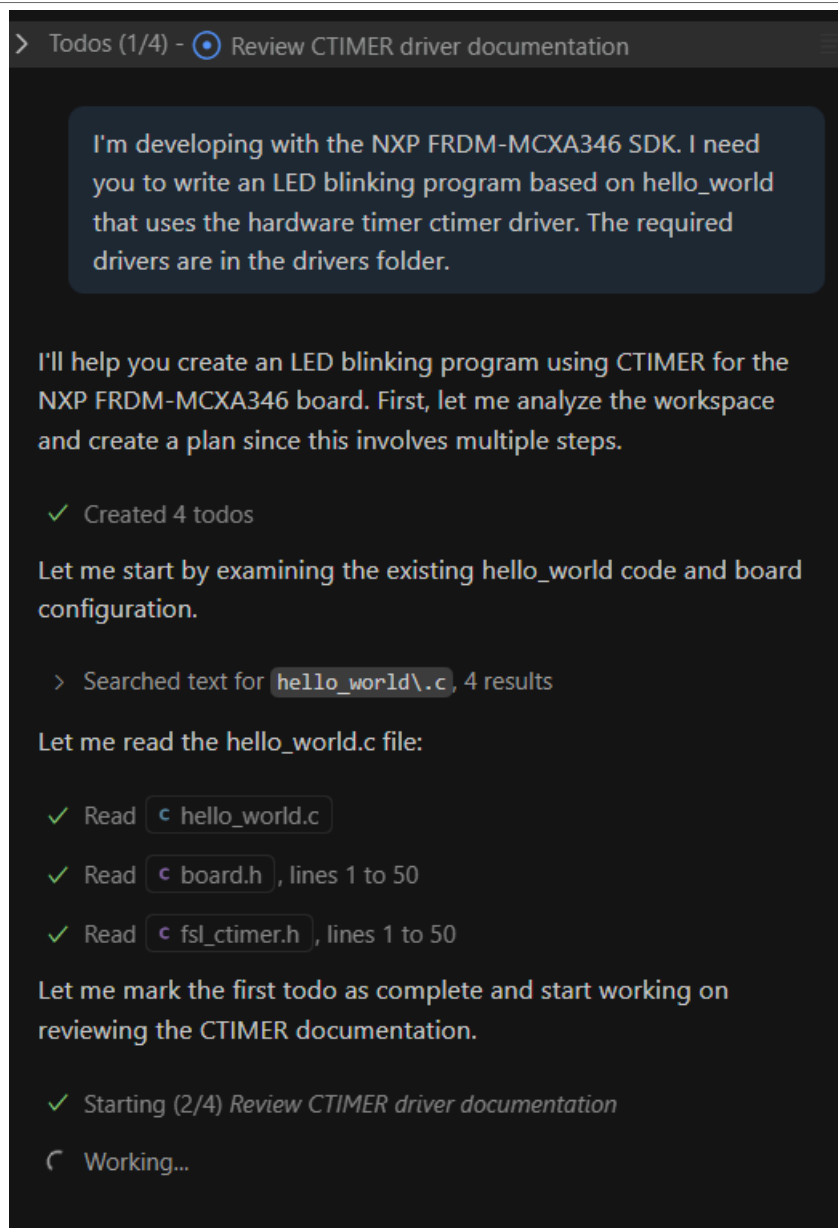 Todos (1/4) - Review CTIMER driver documentation
I'm developing with the NXP FRDM-MCXA346 SDK. I need
you to write an LED blinking program based on hello_world
that uses the hardware timer ctimer driver. The required
drivers are in the drivers folder.
I'll help you create an LED blinking program using CTIMER for the
NXP FRDM-MCXA346 board. First, let me analyze the workspace
and create a plan since this involves multiple steps.
Created 4 todos
Let me start by examining the existing hello_world code and board
configuration.
Searched text for hello_world\.c, 4 results
Let me read the hello_world.c file:
Read C hello_world.c
Read C board.h , lines 1 to 50
Read C fsl_ctimer.h , lines 1 to 50
Let me mark the first todo as complete and start working on
reviewing the CTIMER documentation.
Starting (2/4) Review CTIMER driver documentation
Working...